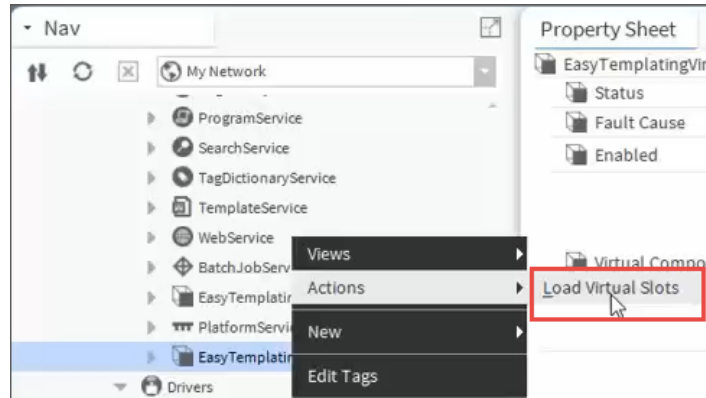 Nav
My Network
ProgramService
SearchService
TagDictionaryService
TemplateService
WebService
BatchJobServ
EasyTemplatin
PlatformServi
EasyTemplatin
Drivers
Views
Actions
New
Edit Tags
Load Virtual Slots
Property Sheet
EasyTemplatingVir
Status
Fault Cause
Enabled
Virtual Compo